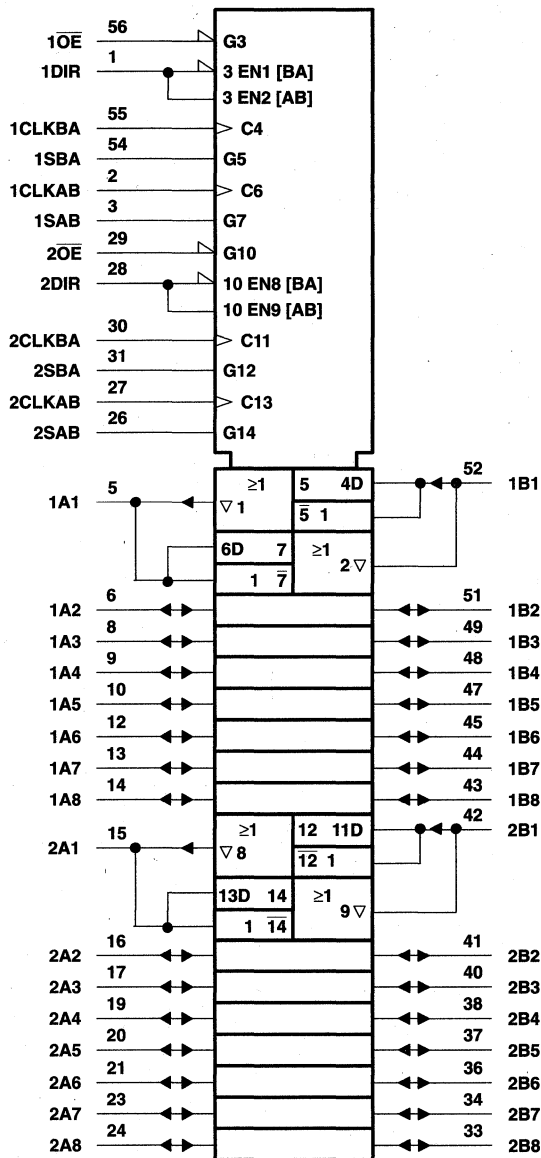 56
1O̅E̅ G3
1
1DIR 3 EN1 [BA]
3 EN2 [AB]
55
1CLKBA C4
54
1SBA G5
2
1CLKAB C6
3
1SAB G7
29
2O̅E̅ G10
28
2DIR 10 EN8 [BA]
10 EN9 [AB]
30
2CLKBA C11
31
2SBA G12
27
2CLKAB C13
26
2SAB G14
5 ≥1 5 4D 52
1A1 ▽ 1 5̅ 1 1B1
6D 7 ≥1
1 7̅ 2 ▽
6 51
1A2 1B2
8 49
1A3 1B3
9 48
1A4 1B4
10 47
1A5 1B5
12 45
1A6 1B6
13 44
1A7 1B7
14 43
1A8 1B8
15 ≥1 12 11D 42
2A1 ▽ 8 1̅2̅ 1 2B1
13D 14 ≥1
1 1̅4̅ 9 ▽
16 41
2A2 2B2
17 40
2A3 2B3
19 38
2A4 2B4
20 37
2A5 2B5
21 36
2A6 2B6
23 34
2A7 2B7
24 33
2A8 2B8